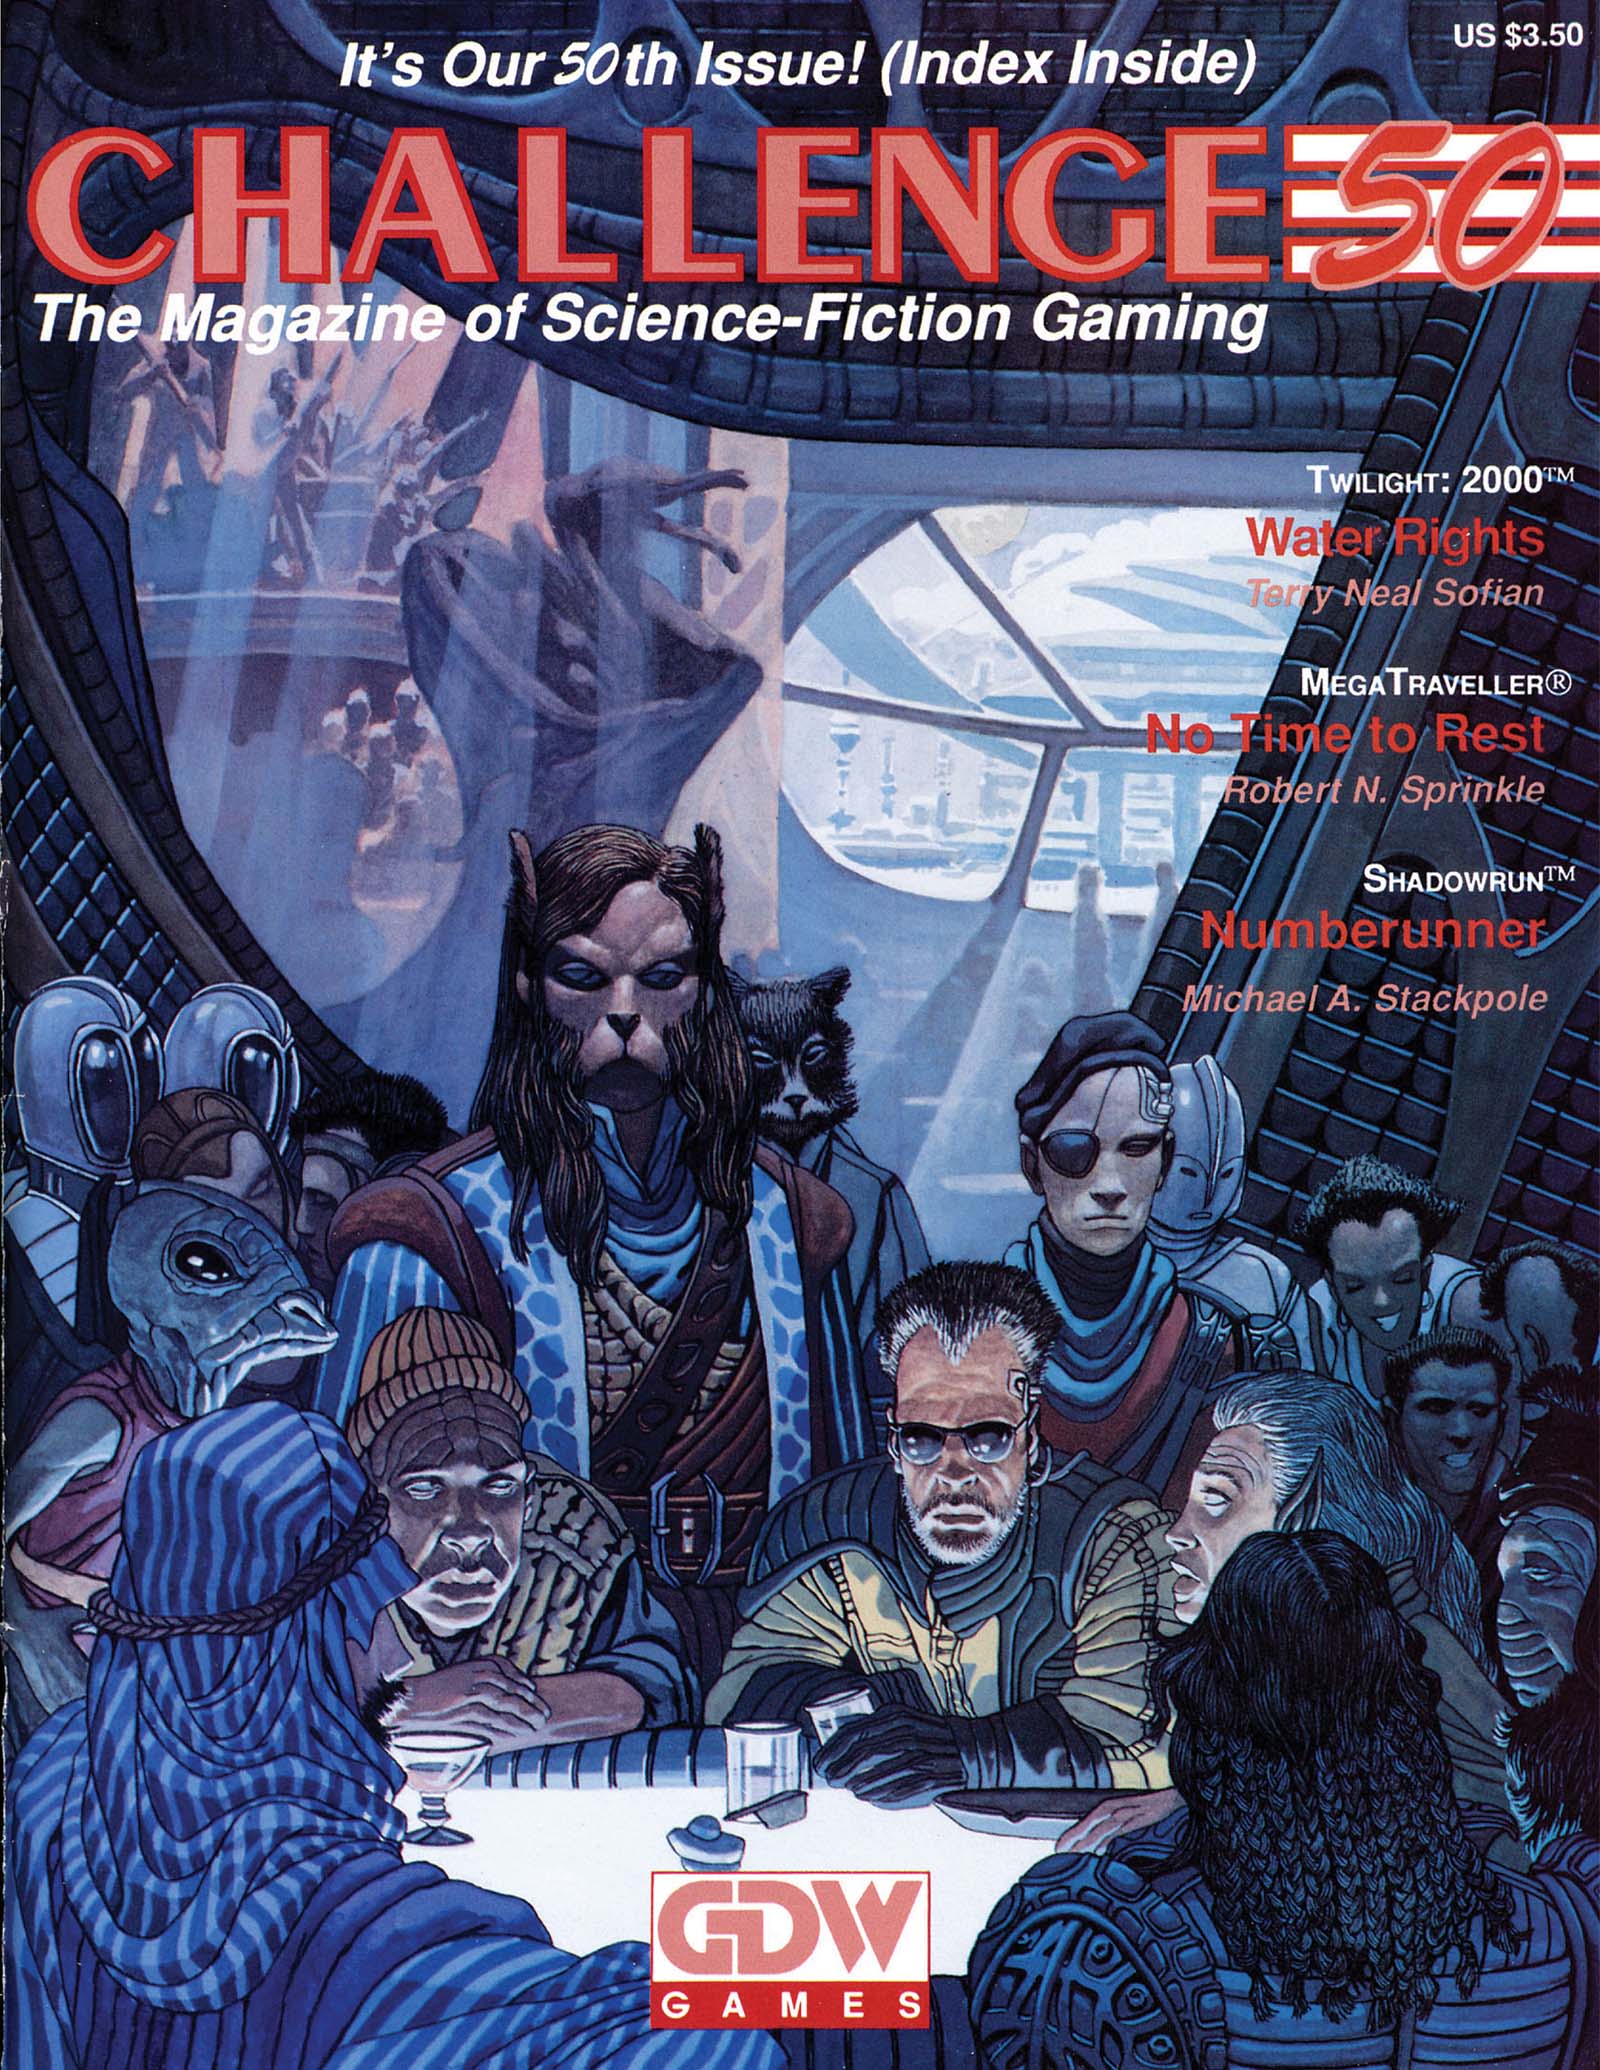 US $3.50
It's Our 50th Issue! (Index Inside)
CHALLENGE 50
The Magazine of Science-Fiction Gaming
TWILIGHT: 2000™
Water Rights
Terry Neal Sofian
MEGATRAVELLER®
No Time to Rest
Robert N. Sprinkle
SHADOWRUN™
Numberunner
Michael A. Stackpole
GDW
GAMES